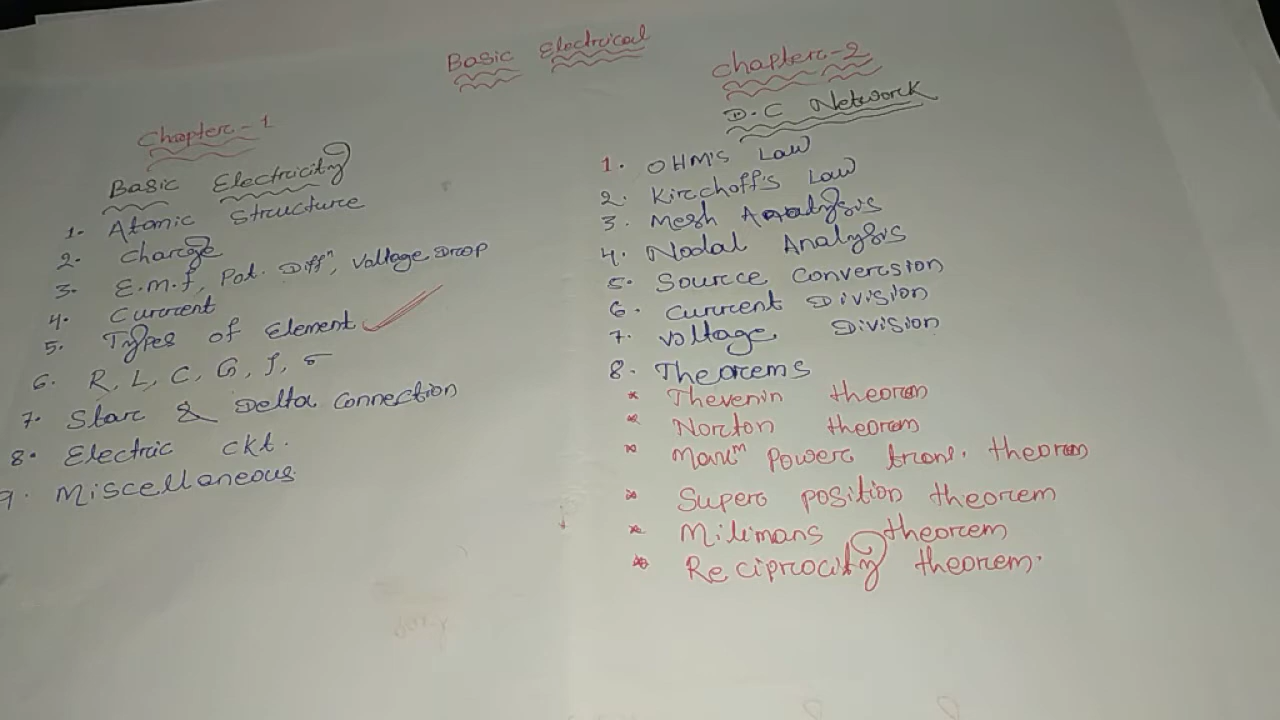 Basic Electrical
Chapter - 1
Basic Electricity
1. Atomic Structure
2. Charge
3. E.m.f, Pot. Diffⁿ, Voltage Drop
4. Current
5. Types of Element ✓
6. R, L, C, G, ρ, σ
7. Star & Delta Connection
8. Electric ckt.
9. Miscellaneous.
Chapter - 2
D.C Network
1. OHM's Law
2. Kirchoff's Law
3. Mesh Analysis
4. Nodal Analysis
5. Source Conversion
6. Current Division
7. Voltage Division
8. Theorems
* Thevenin theorem
* Norton theorem
* Maxᵐ Power trans. theorem
* Super position theorem
* Milimans theorem
* Reciprocity theorem.